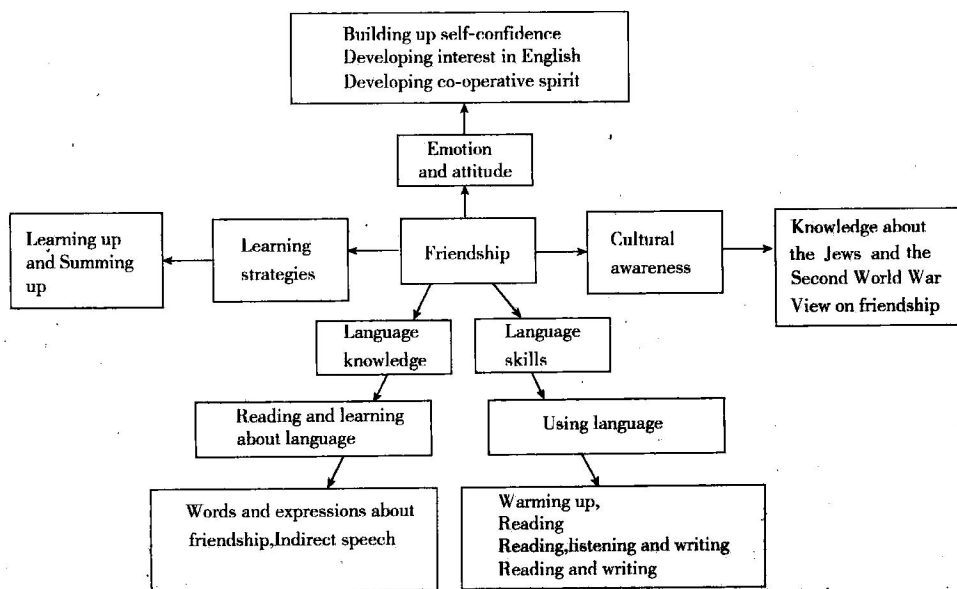 Building up self-confidence
Developing interest in English
Developing co-operative spirit
Emotion
and attitude
Learning up
and Summing
up
Learning
strategies
Friendship
Cultural
awareness
Knowledge about
the Jews and the
Second World War
View on friendship
Language
knowledge
Language
skills
Reading and learning
about language
Using language
Words and expressions about
friendship,Indirect speech
Warming up,
Reading
Reading,listening and writing
Reading and writing